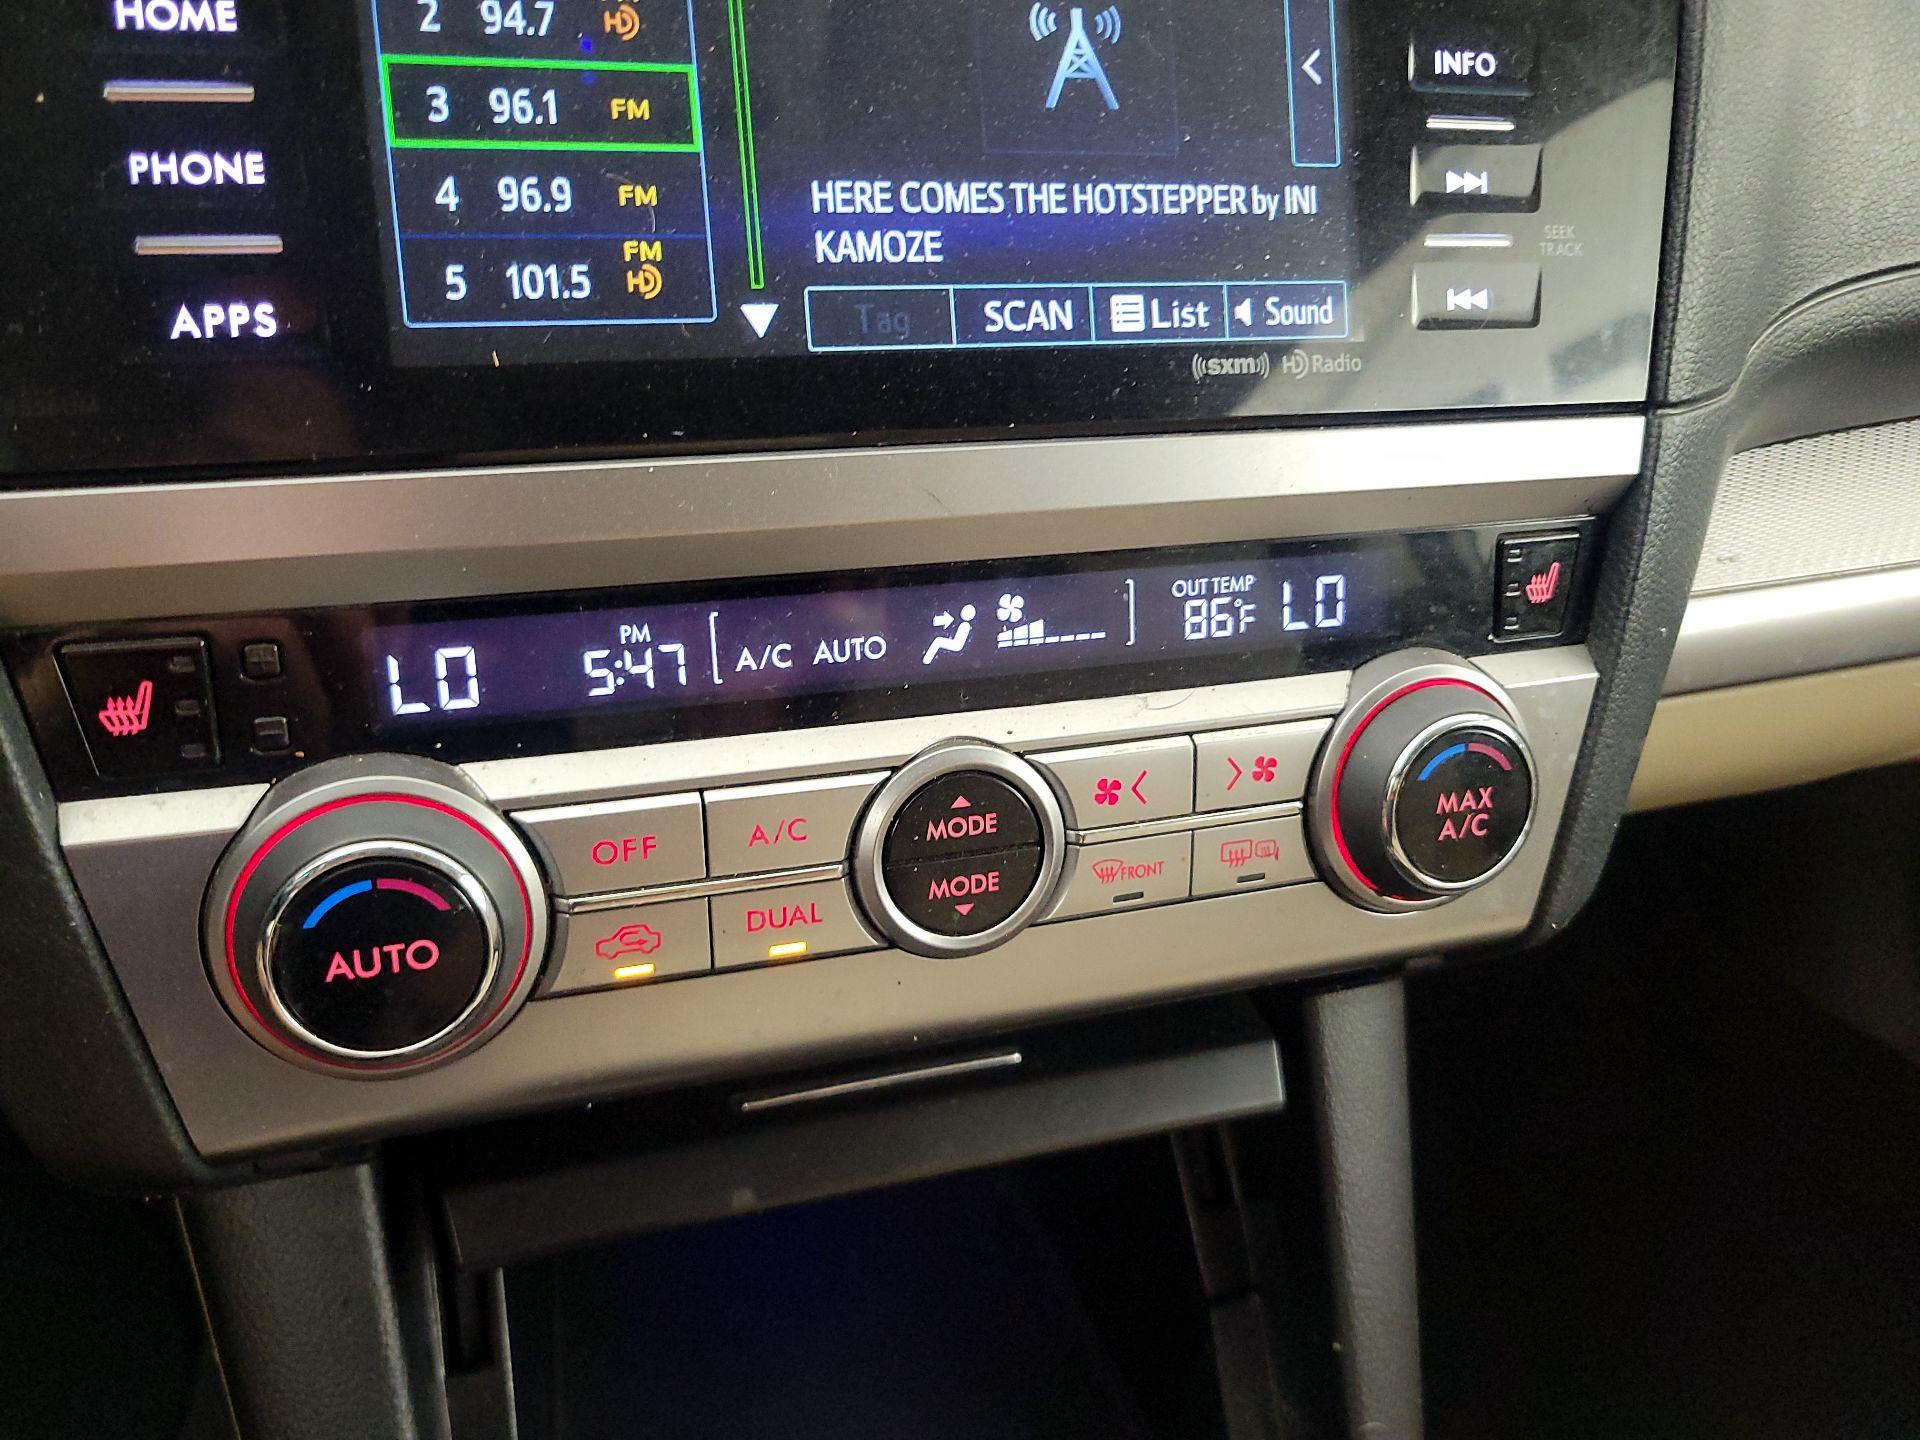 HOME
2 94.7 HD
3 96.1 FM
PHONE
4 96.9 FM
5 101.5 FM HD
APPS
HERE COMES THE HOTSTEPPER by INI
KAMOZE
Tag SCAN List Sound
sxm HD Radio
INFO
SEEK
TRACK
LO PM 5:47 A/C AUTO OUT TEMP 86°F LO
OFF A/C
DUAL
AUTO
MODE
MODE
FRONT
MAX
A/C